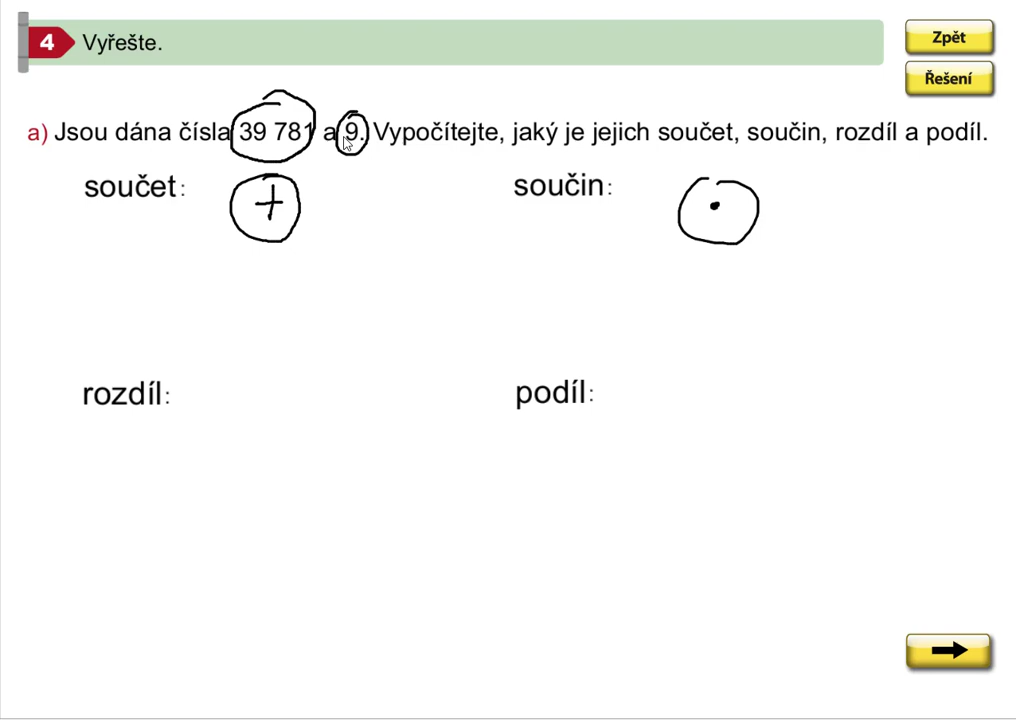 4 Vyřešte.
Zpět
Řešení
a) Jsou dána čísla 39 781 a 9. Vypočítejte, jaký je jejich součet, součin, rozdíl a podíl.
součet: +
součin: ·
rozdíl:
podíl: